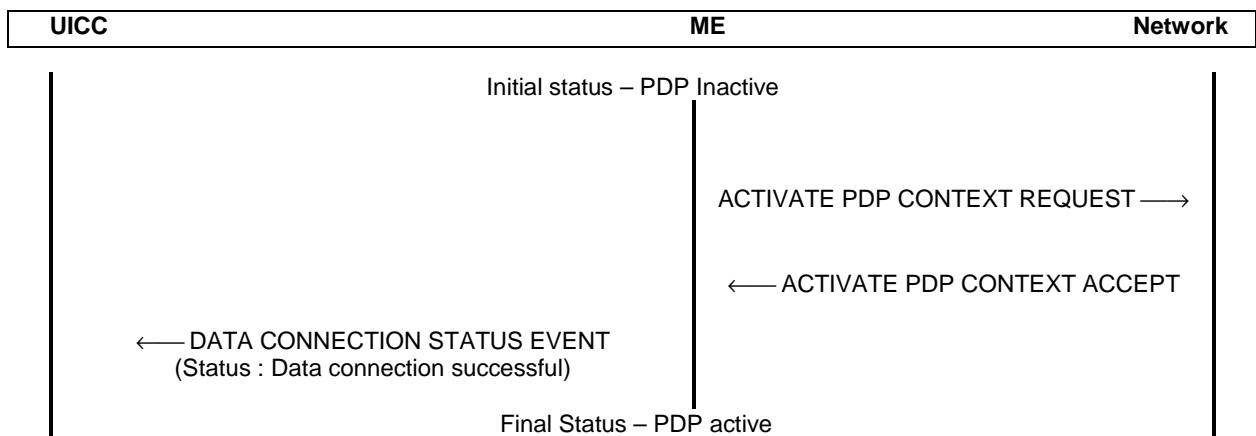 UICC ME Network
Initial status – PDP Inactive
ACTIVATE PDP CONTEXT REQUEST ⟶
⟵ ACTIVATE PDP CONTEXT ACCEPT
⟵ DATA CONNECTION STATUS EVENT
(Status : Data connection successful)
Final Status – PDP active